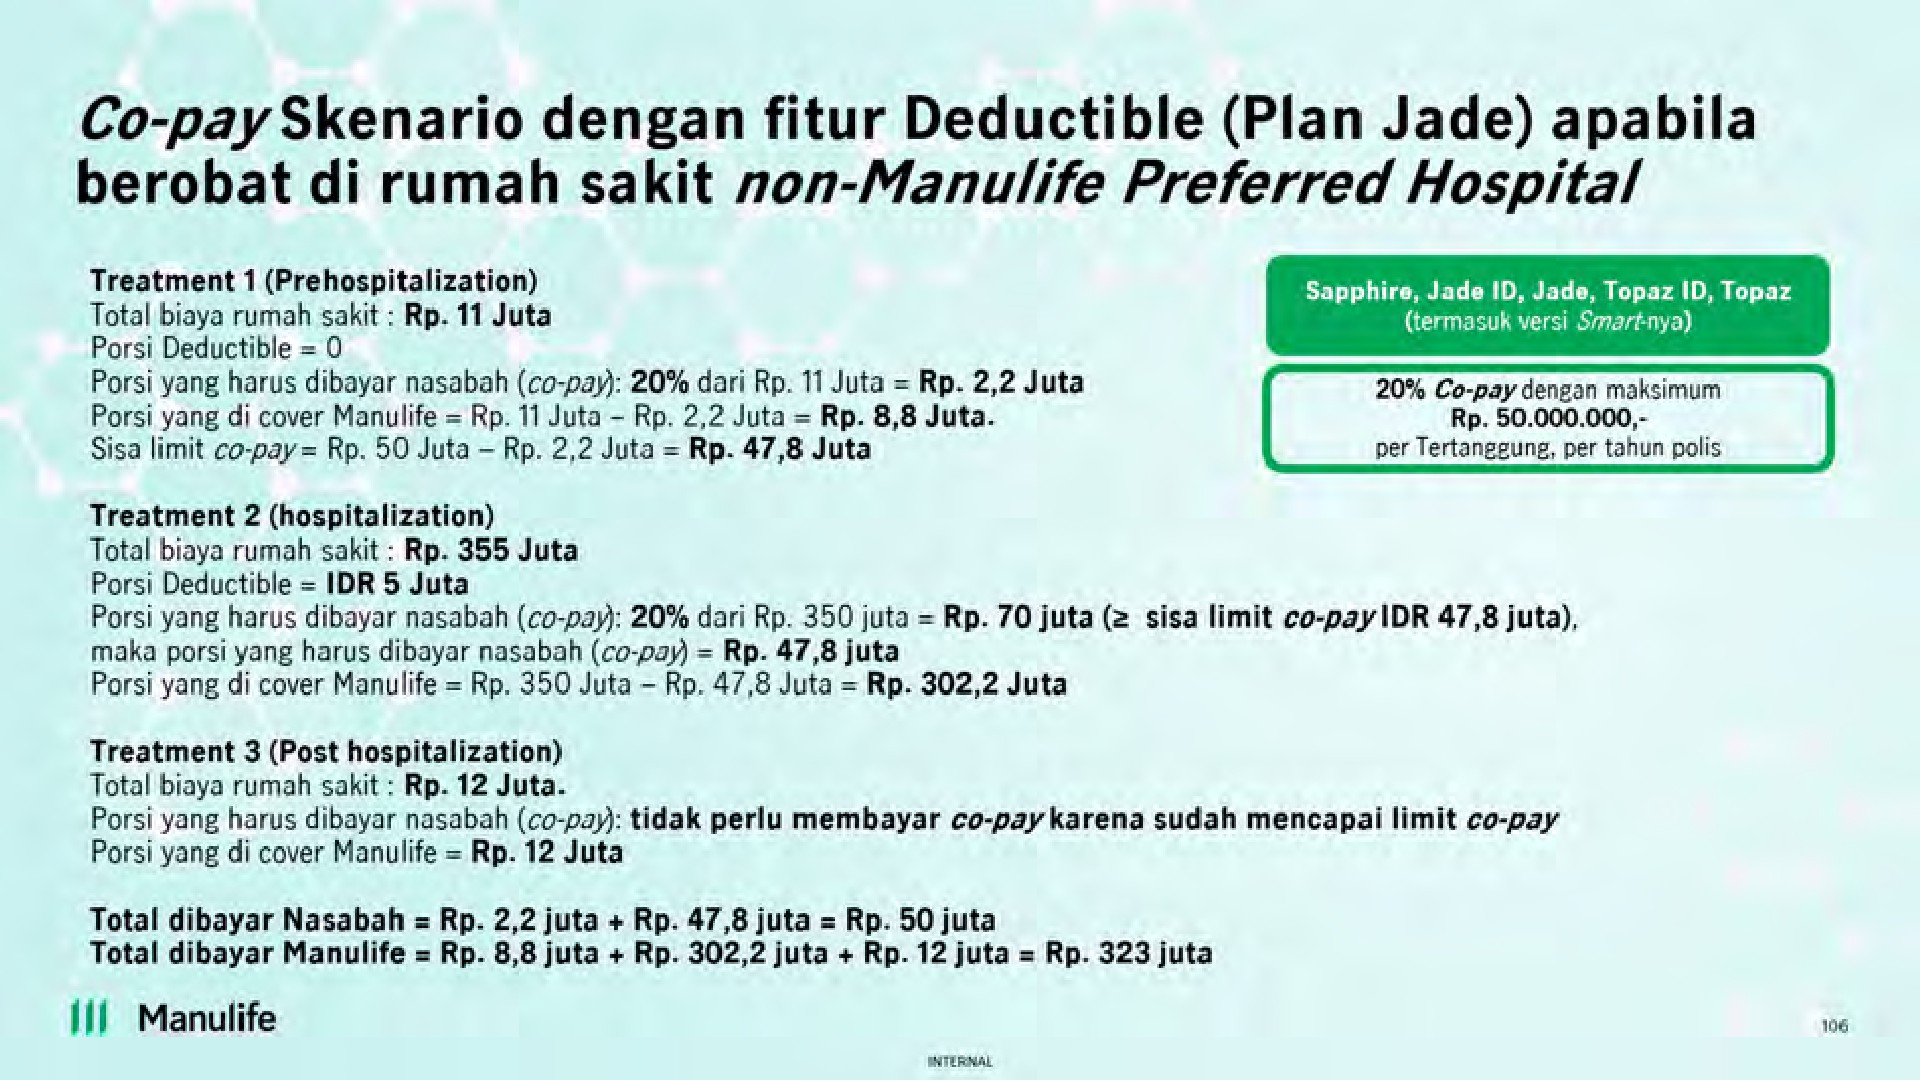 Co-pay Skenario dengan fitur Deductible (Plan Jade) apabila
berobat di rumah sakit non-Manulife Preferred Hospital
Treatment 1 (Prehospitalization)
Total biaya rumah sakit : Rp. 11 Juta
Porsi Deductible = 0
Porsi yang harus dibayar nasabah (co-pay): 20% dari Rp. 11 Juta = Rp. 2,2 Juta
Porsi yang di cover Manulife = Rp. 11 Juta – Rp. 2,2 Juta = Rp. 8,8 Juta.
Sisa limit co-pay = Rp. 50 Juta – Rp. 2,2 Juta = Rp. 47,8 Juta
Sapphire, Jade ID, Jade, Topaz ID, Topaz
(termasuk versi Smart-nya)
20% Co-pay dengan maksimum
Rp. 50.000.000,-
per Tertanggung, per tahun polis
Treatment 2 (hospitalization)
Total biaya rumah sakit : Rp. 355 Juta
Porsi Deductible = IDR 5 Juta
Porsi yang harus dibayar nasabah (co-pay): 20% dari Rp. 350 juta = Rp. 70 juta (≥ sisa limit co-pay IDR 47,8 juta),
maka porsi yang harus dibayar nasabah (co-pay) = Rp. 47,8 juta
Porsi yang di cover Manulife = Rp. 350 Juta – Rp. 47,8 Juta = Rp. 302,2 Juta
Treatment 3 (Post hospitalization)
Total biaya rumah sakit : Rp. 12 Juta.
Porsi yang harus dibayar nasabah (co-pay): tidak perlu membayar co-pay karena sudah mencapai limit co-pay
Porsi yang di cover Manulife = Rp. 12 Juta
Total dibayar Nasabah = Rp. 2,2 juta + Rp. 47,8 juta = Rp. 50 juta
Total dibayar Manulife = Rp. 8,8 juta + Rp. 302,2 juta + Rp. 12 juta = Rp. 323 juta
Manulife
106
INTERNAL